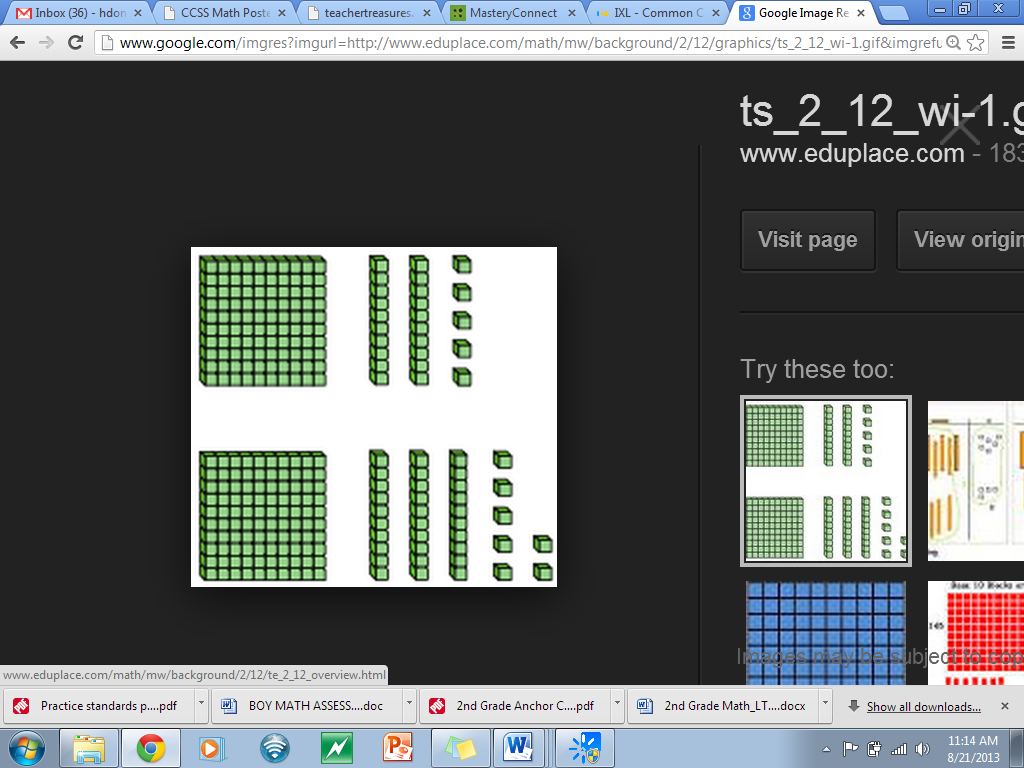 Inbox (36) - hdon
CCSS Math Poste
teachertreasures.
MasteryConnect
IXL - Common C
Google Image Re
www.google.com/imgres?imgurl=http://www.eduplace.com/math/mw/background/2/12/graphics/ts_2_12_wi-1.gif&imgrefu
ts_2_12_wi-1.g
www.eduplace.com - 183
Visit page
View origin
Try these too:
Images may be subject to cop
www.eduplace.com/math/mw/background/2/12/te_2_12_overview.html
Practice standards p....pdf
BOY MATH ASSESS....doc
2nd Grade Anchor C....pdf
2nd Grade Math_LT....docx
Show all downloads...
11:14 AM
8/21/2013